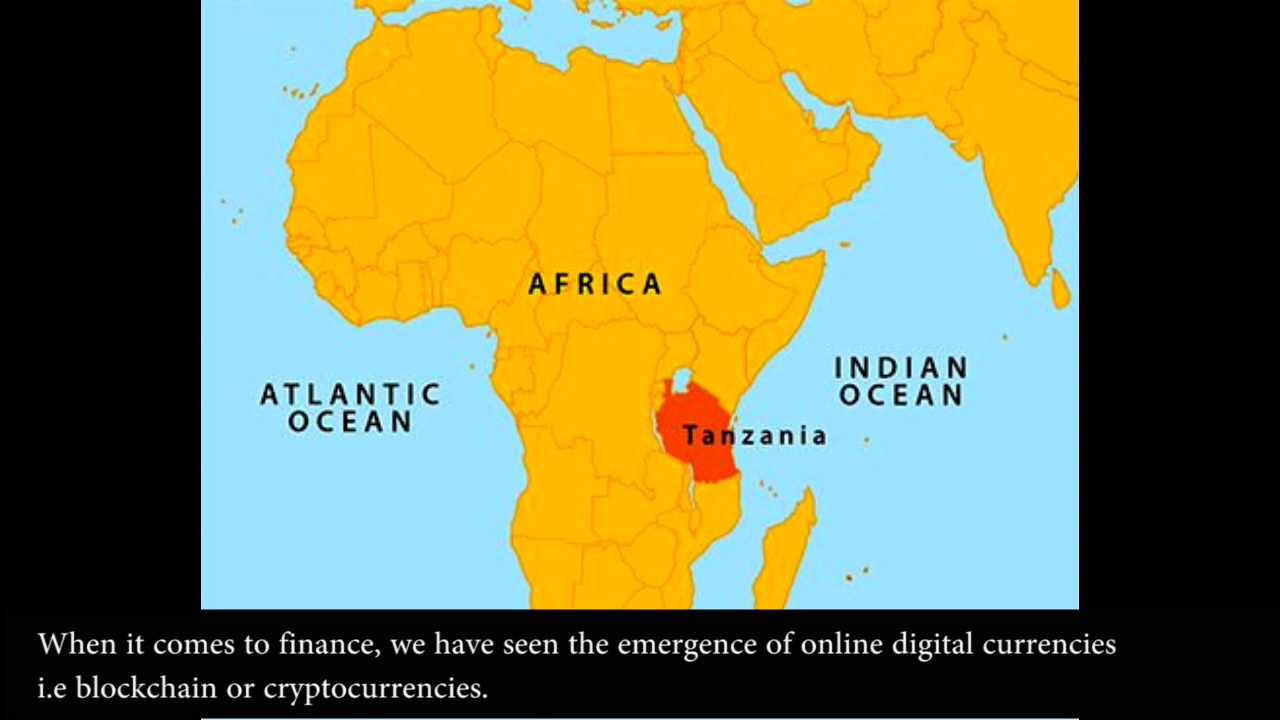 AFRICA
INDIAN
OCEAN
ATLANTIC
OCEAN
Tanzania
When it comes to finance, we have seen the emergence of online digital currencies
i.e blockchain or cryptocurrencies.